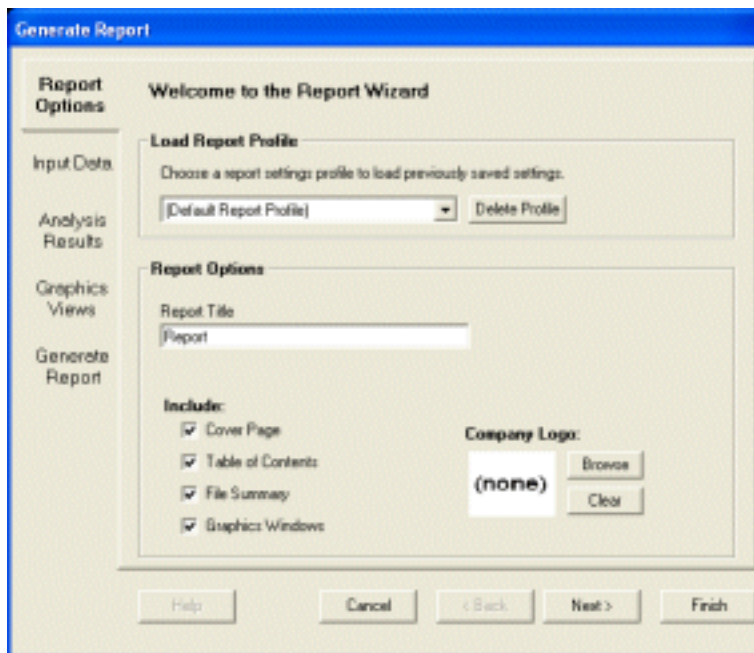 Generate Report
Report
Options
Input Data
Analysis
Results
Graphics
Views
Generate
Report
Welcome to the Report Wizard
Load Report Profile
Choose a report settings profile to load previously saved settings.
(Default Report Profile)
Delete Profile
Report Options
Report Title
Report
Include:
Cover Page
Table of Contents
File Summary
Graphics Windows
Company Logo:
(none)
Browse
Clear
Help
Cancel
< Back
Next >
Finish